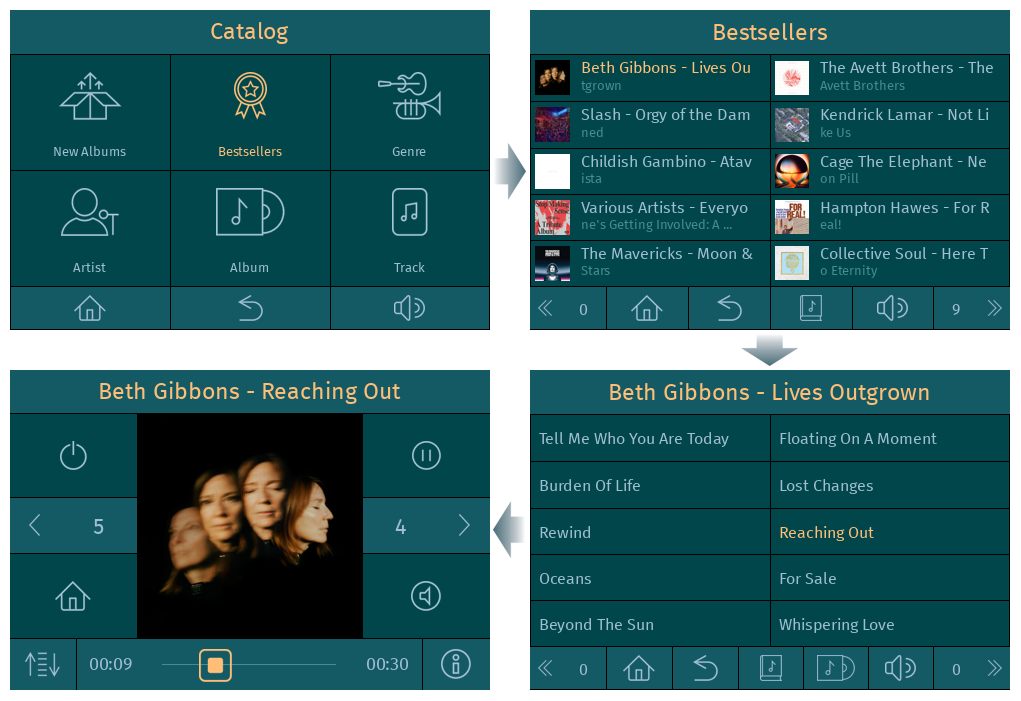 Catalog
New Albums
Bestsellers
Genre
Artist
Album
Track
Bestsellers
Beth Gibbons - Lives Ou
tgrown
The Avett Brothers - The
Avett Brothers
Slash - Orgy of the Dam
ned
Kendrick Lamar - Not Li
ke Us
Childish Gambino - Atav
ista
Cage The Elephant - Ne
on Pill
Various Artists - Everyo
ne's Getting Involved: A ...
Hampton Hawes - For R
eal!
The Mavericks - Moon &
Stars
Collective Soul - Here T
o Eternity
0
9
Beth Gibbons - Reaching Out
5
4
00:09
00:30
Beth Gibbons - Lives Outgrown
Tell Me Who You Are Today
Floating On A Moment
Burden Of Life
Lost Changes
Rewind
Reaching Out
Oceans
For Sale
Beyond The Sun
Whispering Love
0
0